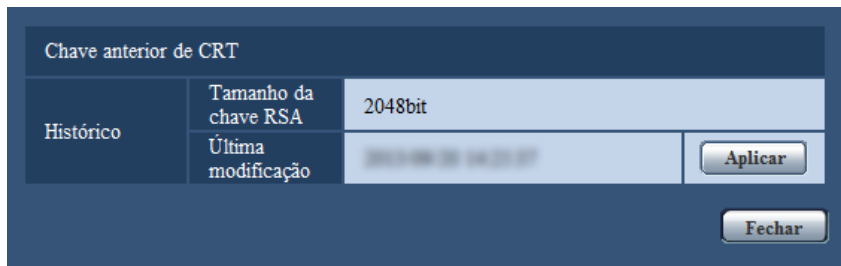 Chave anterior de CRT
Histórico
Tamanho da
chave RSA
2048bit
Última
modificação
Aplicar
Fechar